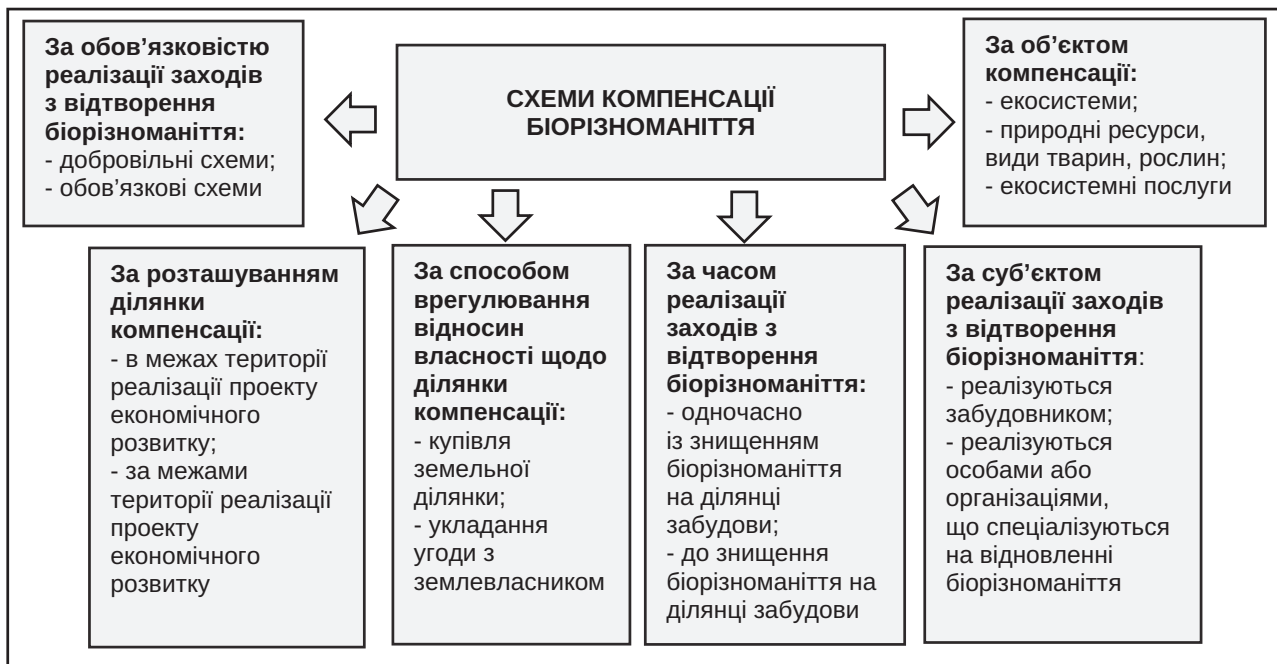 За обов’язковістю
реалізації заходів
з відтворення
біорізноманіття:
- добровільні схеми;
- обов’язкові схеми
СХЕМИ КОМПЕНСАЦІЇ
БІОРІЗНОМАНІТТЯ
За об’єктом
компенсації:
- екосистеми;
- природні ресурси,
види тварин, рослин;
- екосистемні послуги
За розташуванням
ділянки
компенсації:
- в межах території
реалізації проекту
економічного
розвитку;
- за межами
території реалізації
проекту
економічного
розвитку
За способом
врегулювання
відносин
власності щодо
ділянки
компенсації:
- купівля
земельної
ділянки;
- укладання
угоди з
землевласником
За часом
реалізації
заходів з
відтворення
біорізноманіття:
- одночасно
із знищенням
біорізноманіття
на ділянці
забудови;
- до знищення
біорізноманіття на
ділянці забудови
За суб’єктом
реалізації заходів
з відтворення
біорізноманіття:
- реалізуються
забудовником;
- реалізуються
особами або
організаціями,
що спеціалізуються
на відновленні
біорізноманіття